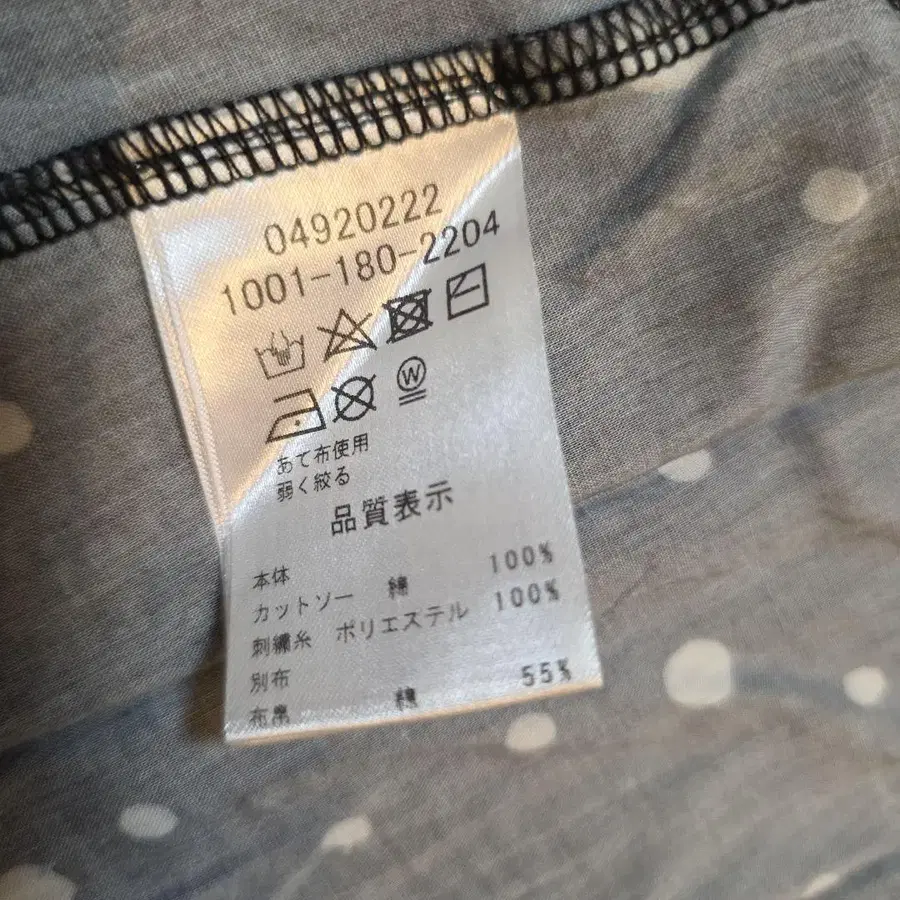 04920222
1001-180-2204
W
あて布使用
弱く絞る
品質表示
本体
カットソー 綿 100%
刺繍糸 ポリエステル 100%
別布
布帛 綿 55%